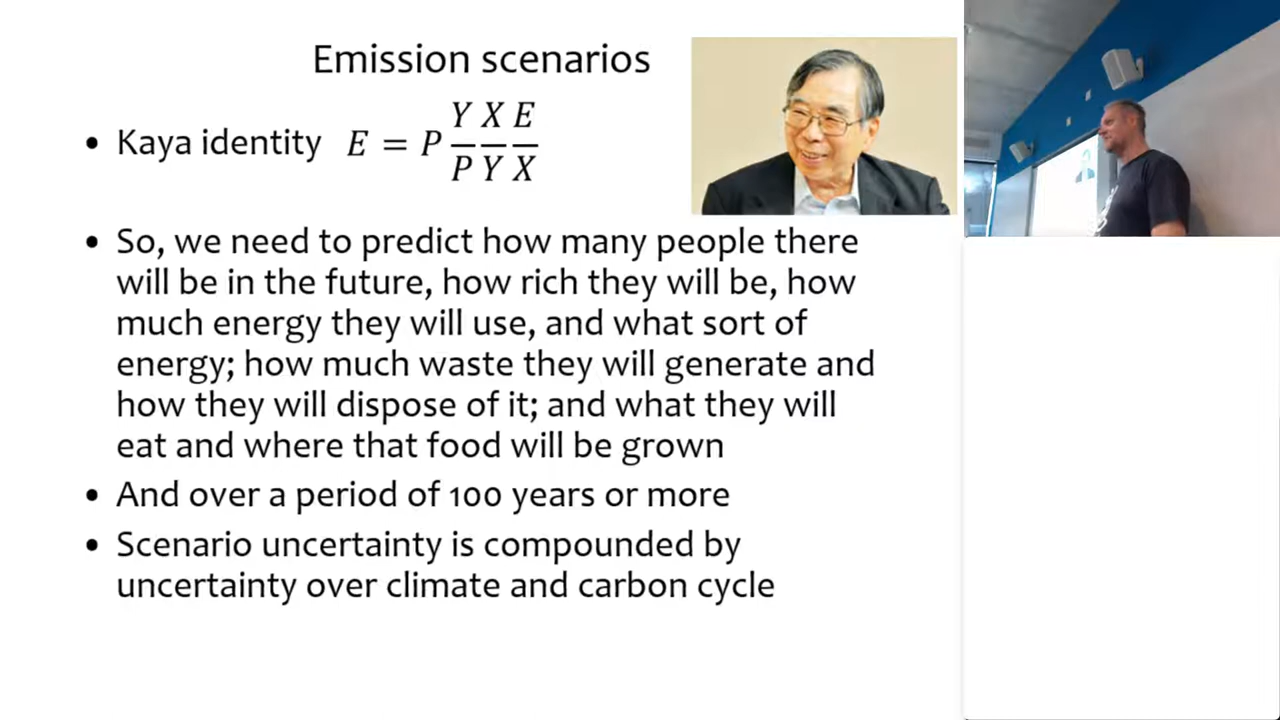 Emission scenarios
• Kaya identity E = P \frac{Y}{P} \frac{X}{Y} \frac{E}{X}
• So, we need to predict how many people there
will be in the future, how rich they will be, how
much energy they will use, and what sort of
energy; how much waste they will generate and
how they will dispose of it; and what they will
eat and where that food will be grown
• And over a period of 100 years or more
• Scenario uncertainty is compounded by
uncertainty over climate and carbon cycle